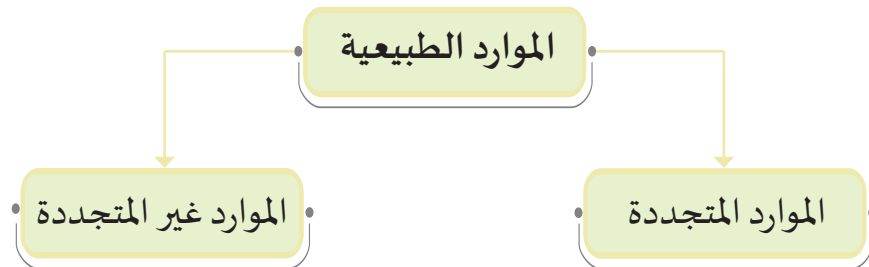 الموارد الطبيعية
الموارد المتجددة
الموارد غير المتجددة